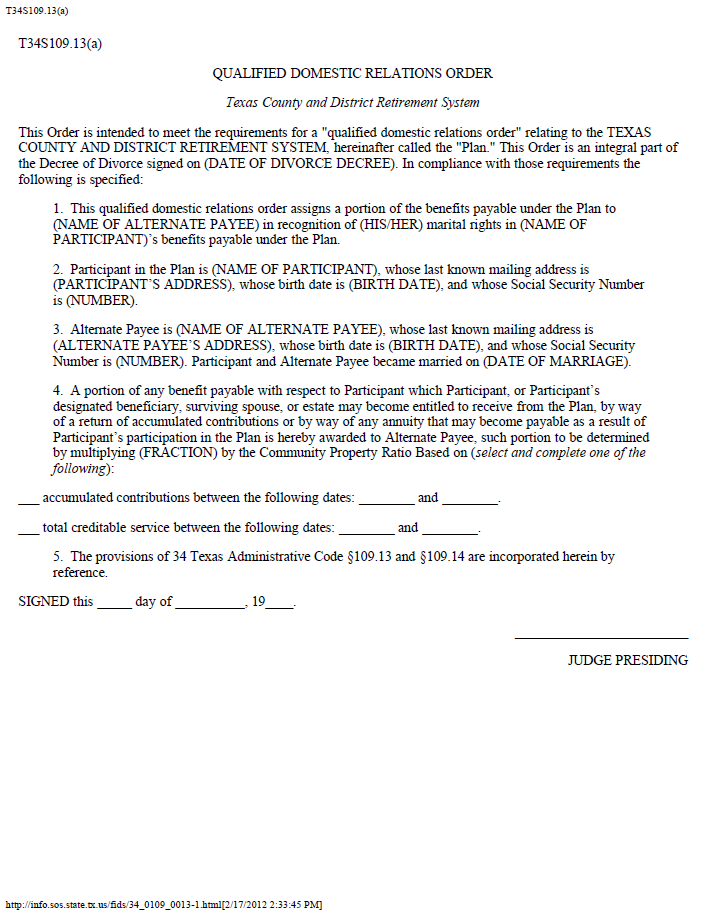 T34S109.13(a)
T34S109.13(a)
QUALIFIED DOMESTIC RELATIONS ORDER
Texas County and District Retirement System
This Order is intended to meet the requirements for a "qualified domestic relations order" relating to the TEXAS
COUNTY AND DISTRICT RETIREMENT SYSTEM, hereinafter called the "Plan." This Order is an integral part of
the Decree of Divorce signed on (DATE OF DIVORCE DECREE). In compliance with those requirements the
following is specified:
1. This qualified domestic relations order assigns a portion of the benefits payable under the Plan to
(NAME OF ALTERNATE PAYEE) in recognition of (HIS/HER) marital rights in (NAME OF
PARTICIPANT)’s benefits payable under the Plan.
2. Participant in the Plan is (NAME OF PARTICIPANT), whose last known mailing address is
(PARTICIPANT’S ADDRESS), whose birth date is (BIRTH DATE), and whose Social Security Number
is (NUMBER).
3. Alternate Payee is (NAME OF ALTERNATE PAYEE), whose last known mailing address is
(ALTERNATE PAYEE’S ADDRESS), whose birth date is (BIRTH DATE), and whose Social Security
Number is (NUMBER). Participant and Alternate Payee became married on (DATE OF MARRIAGE).
4. A portion of any benefit payable with respect to Participant which Participant, or Participant’s
designated beneficiary, surviving spouse, or estate may become entitled to receive from the Plan, by way
of a return of accumulated contributions or by way of any annuity that may become payable as a result of
Participant’s participation in the Plan is hereby awarded to Alternate Payee, such portion to be determined
by multiplying (FRACTION) by the Community Property Ratio Based on (select and complete one of the
following):
___ accumulated contributions between the following dates: ________ and ________.
___ total creditable service between the following dates: ________ and ________.
5. The provisions of 34 Texas Administrative Code §109.13 and §109.14 are incorporated herein by
reference.
SIGNED this _____ day of __________, 19____.
_________________________
JUDGE PRESIDING
http://info.sos.state.tx.us/fids/34_0109_0013-1.html[2/17/2012 2:33:45 PM]